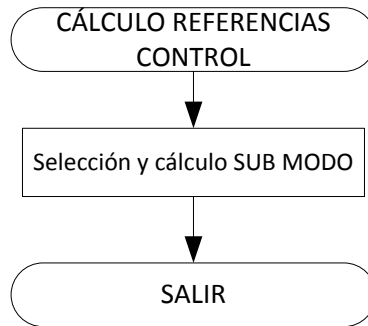 CÁLCULO REFERENCIAS
CONTROL
Selección y cálculo SUB MODO
SALIR